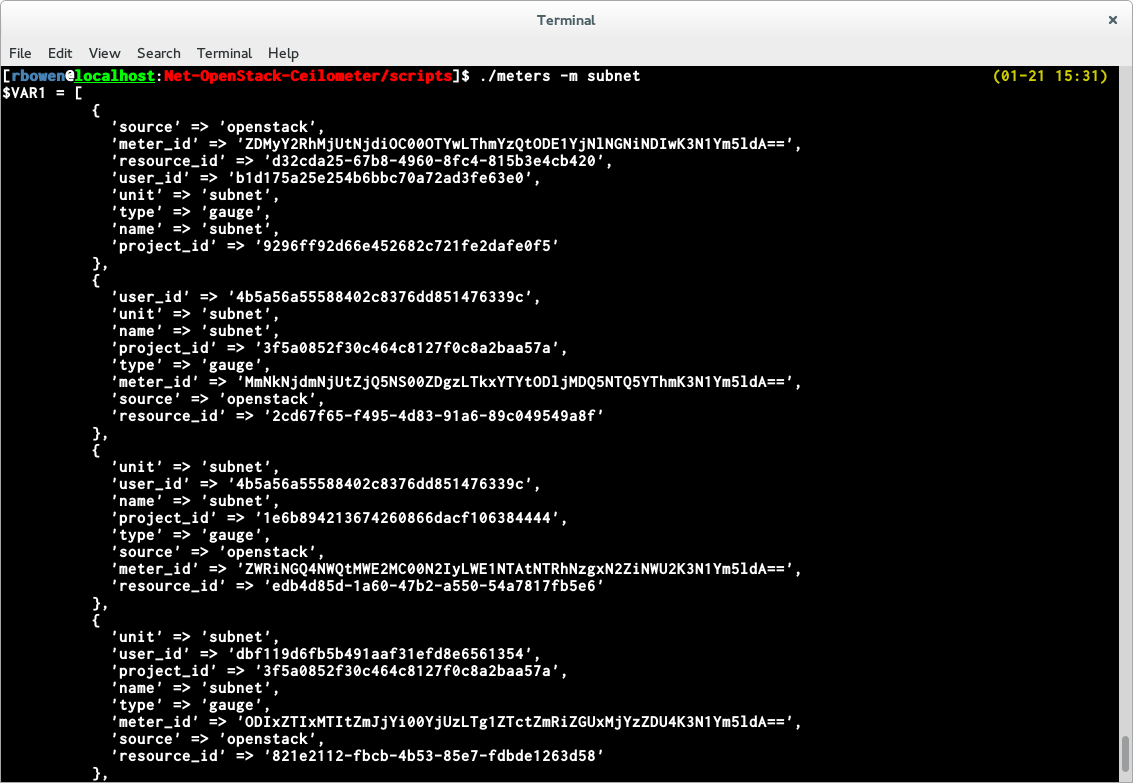 Terminal
×
File Edit View Search Terminal Help
[rbowen@localhost:Net-OpenStack-Ceilometer/scripts]$ ./meters -m subnet (01-21 15:31)
$VAR1 = [
          {
            'source' => 'openstack',
            'meter_id' => 'ZDMyY2RhMjUtNjdiOC00OTYwLThmYzQtODE1YjNlNGNiNDIwK3N1Ym5ldA==',
            'resource_id' => 'd32cda25-67b8-4960-8fc4-815b3e4cb420',
            'user_id' => 'b1d175a25e254b6bbc70a72ad3fe63e0',
            'unit' => 'subnet',
            'type' => 'gauge',
            'name' => 'subnet',
            'project_id' => '9296ff92d66e452682c721fe2dafe0f5'
          },
          {
            'user_id' => '4b5a56a55588402c8376dd851476339c',
            'unit' => 'subnet',
            'name' => 'subnet',
            'project_id' => '3f5a0852f30c464c8127f0c8a2baa57a',
            'type' => 'gauge',
            'meter_id' => 'MmNkNjdmNjUtZjQ5NS00ZDgzLTkxYTYtODljMDQ5NTQ5YThmK3N1Ym5ldA==',
            'source' => 'openstack',
            'resource_id' => '2cd67f65-f495-4d83-91a6-89c049549a8f'
          },
          {
            'unit' => 'subnet',
            'user_id' => '4b5a56a55588402c8376dd851476339c',
            'name' => 'subnet',
            'project_id' => '1e6b894213674260866dacf106384444',
            'type' => 'gauge',
            'source' => 'openstack',
            'meter_id' => 'ZWRiNGQ4NWQtMWE2MC00N2IyLWE1NTAtNTRhNzgxN2ZiNWU2K3N1Ym5ldA==',
            'resource_id' => 'edb4d85d-1a60-47b2-a550-54a7817fb5e6'
          },
          {
            'unit' => 'subnet',
            'user_id' => 'dbf119d6fb5b491aaf31efd8e6561354',
            'project_id' => '3f5a0852f30c464c8127f0c8a2baa57a',
            'name' => 'subnet',
            'type' => 'gauge',
            'meter_id' => 'ODIxZTIxMTItZmJjYi00YjUzLTg1ZTctZmRiZGUxMjYzZDU4K3N1Ym5ldA==',
            'source' => 'openstack',
            'resource_id' => '821e2112-fbcb-4b53-85e7-fdbde1263d58'
          },